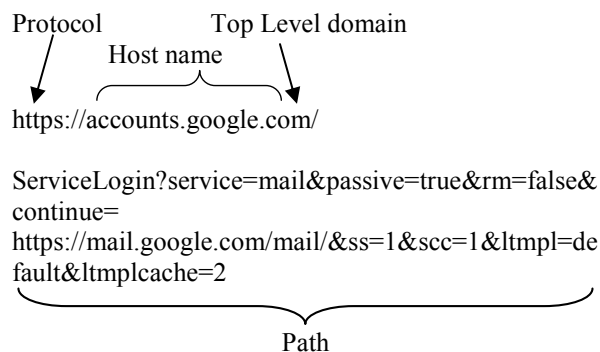 Protocol Top Level domain
Host name
https://accounts.google.com/
ServiceLogin?service=mail&passive=true&rm=false&
continue=
https://mail.google.com/mail/&ss=1&scc=1&ltmpl=de
fault&ltmplcache=2
Path